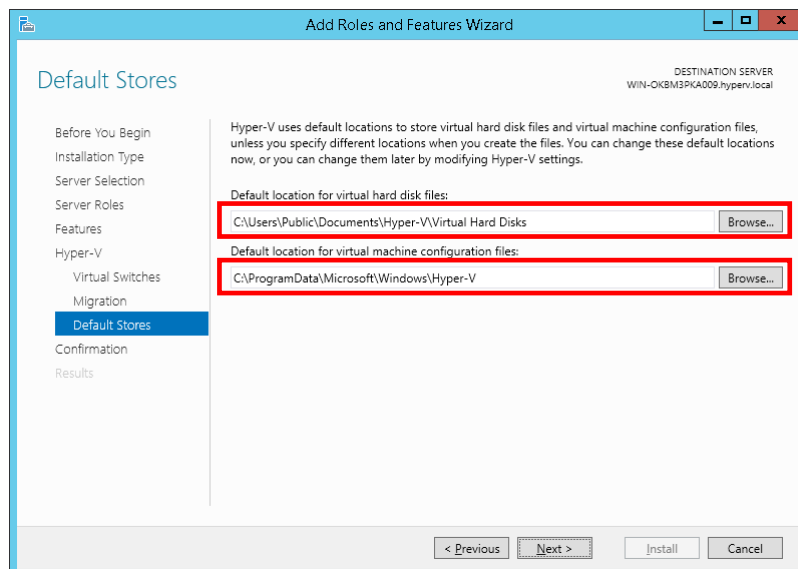 Add Roles and Features Wizard
Default Stores
DESTINATION SERVER
WIN-OKBM3PKA009.hyperv.local
Before You Begin
Installation Type
Server Selection
Server Roles
Features
Hyper-V
Virtual Switches
Migration
Default Stores
Confirmation
Results
Hyper-V uses default locations to store virtual hard disk files and virtual machine configuration files,
unless you specify different locations when you create the files. You can change these default locations
now, or you can change them later by modifying Hyper-V settings.
Default location for virtual hard disk files:
C:\Users\Public\Documents\Hyper-V\Virtual Hard Disks
Browse...
Default location for virtual machine configuration files:
C:\ProgramData\Microsoft\Windows\Hyper-V
Browse...
< Previous
Next >
Install
Cancel